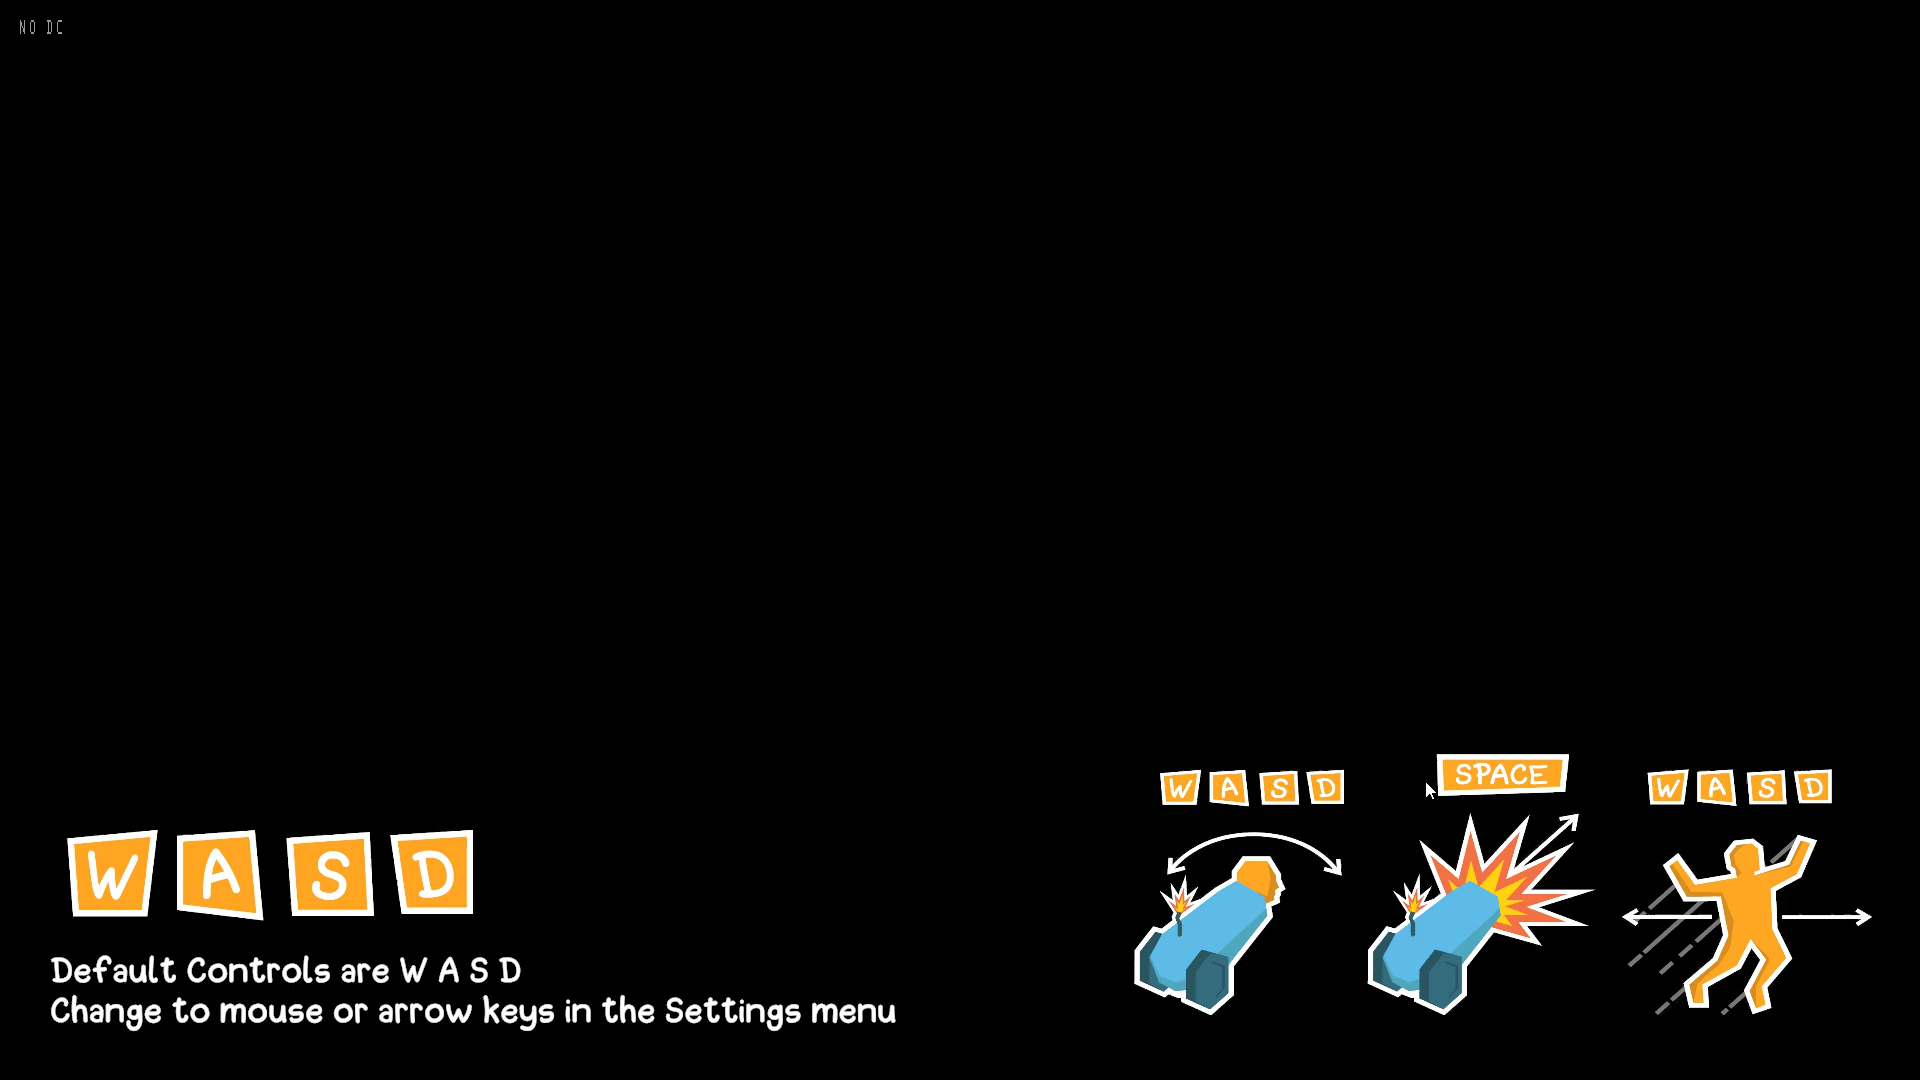 NO DC
W A S D
SPACE
W A S D
W A S D
Default Controls are W A S D
Change to mouse or arrow keys in the Settings menu